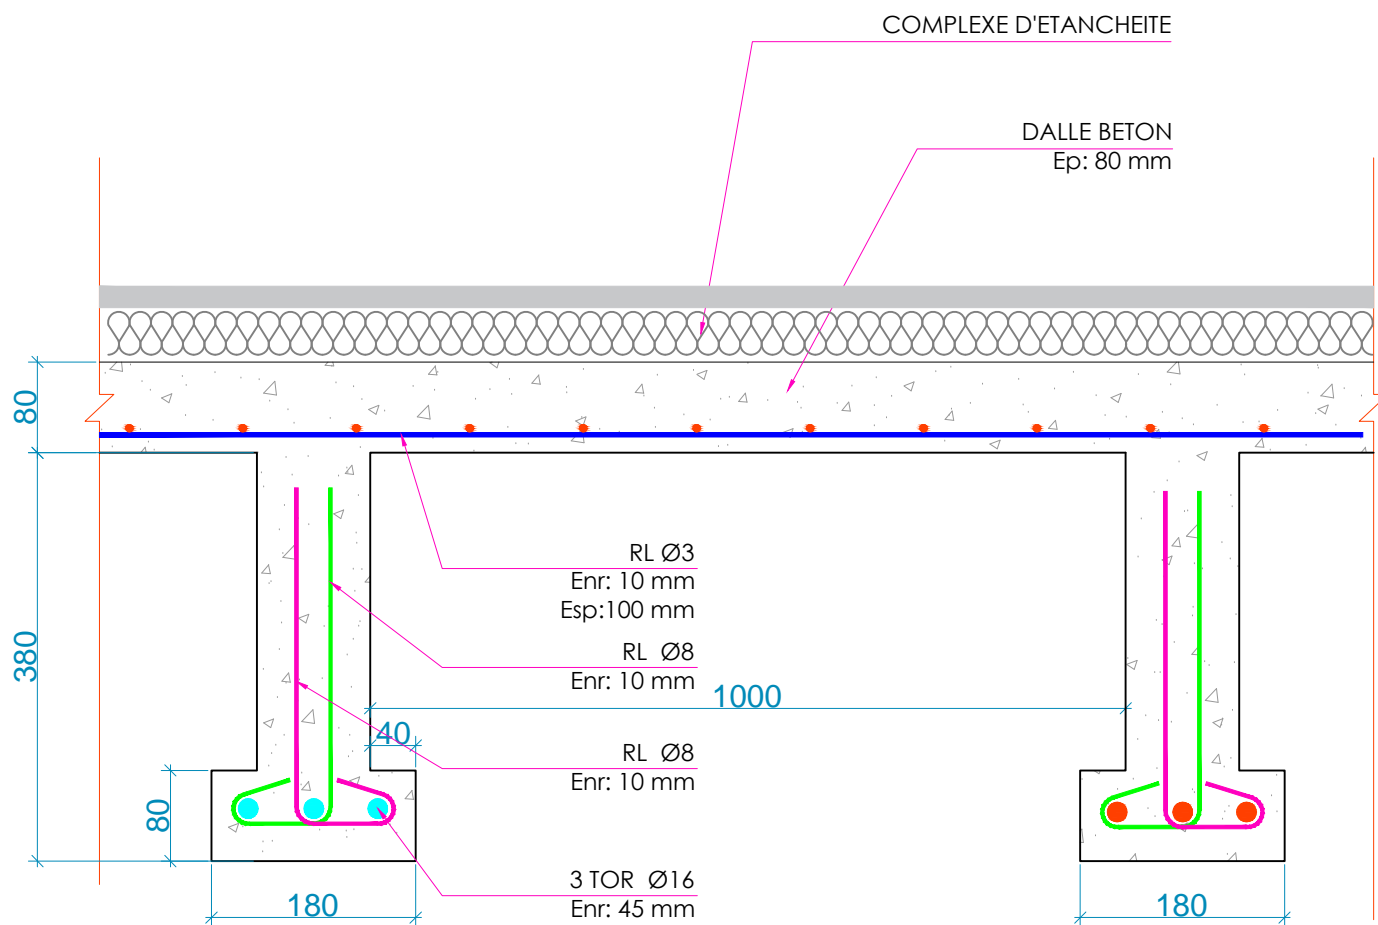 COMPLEXE D'ETANCHEITE
DALLE BETON
Ep: 80 mm
80
380
RL Ø3
Enr: 10 mm
Esp:100 mm
RL Ø8
Enr: 10 mm
1000
40
RL Ø8
Enr: 10 mm
80
3 TOR Ø16
Enr: 45 mm
180
180